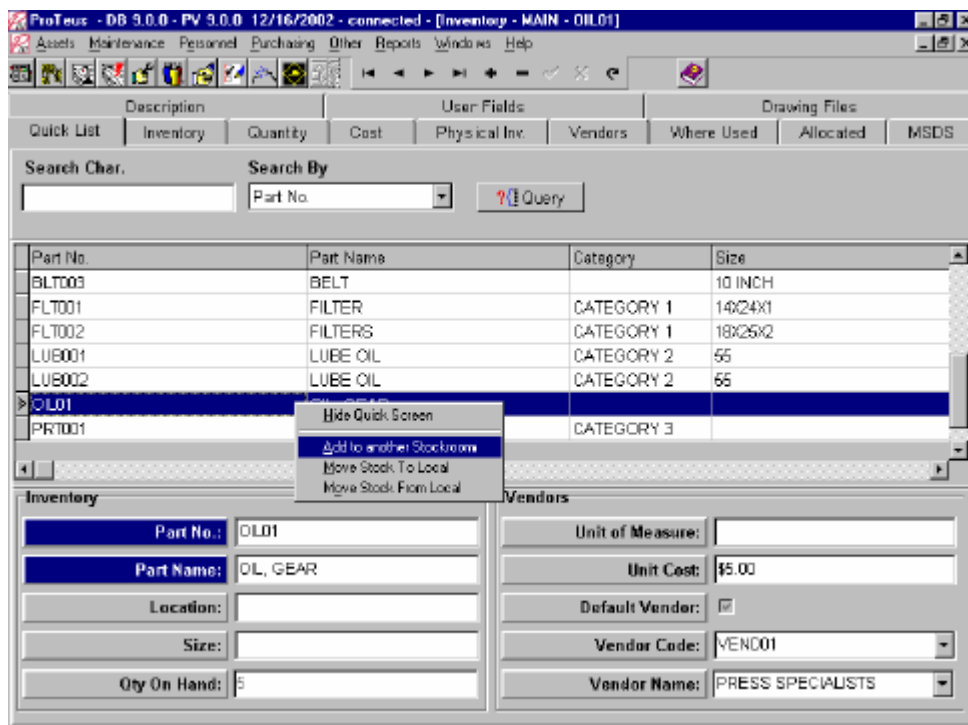 ProTeus - DB 9.0.0 - PV 9.0.0 12/16/2002 - connected - [Inventory - MAIN - OIL01]
Assets Maintenance Personnel Purchasing Other Reports Windows Help
Description User Fields Drawing Files
Quick List Inventory Quantity Cost Physical Inv. Vendors Where Used Allocated MSDS
Search Char. Search By
Part No. Query
Part No. Part Name Category Size
BLT003 BELT 10 INCH
FLT001 FILTER CATEGORY 1 14X24X1
FLT002 FILTERS CATEGORY 1 18X25X2
LUB001 LUBE OIL CATEGORY 2 55
LUB002 LUBE OIL CATEGORY 2 55
OIL01
PRT001 CATEGORY 3
Hide Quick Screen
Add to another Stockroom
Move Stock To Local
Move Stock From Local
Inventory Vendors
Part No.: OIL01 Unit of Measure:
Part Name: OIL, GEAR Unit Cost: $5.00
Location: Default Vendor:
Size: Vendor Code: VEND01
Qty On Hand: 5 Vendor Name: PRESS SPECIALISTS